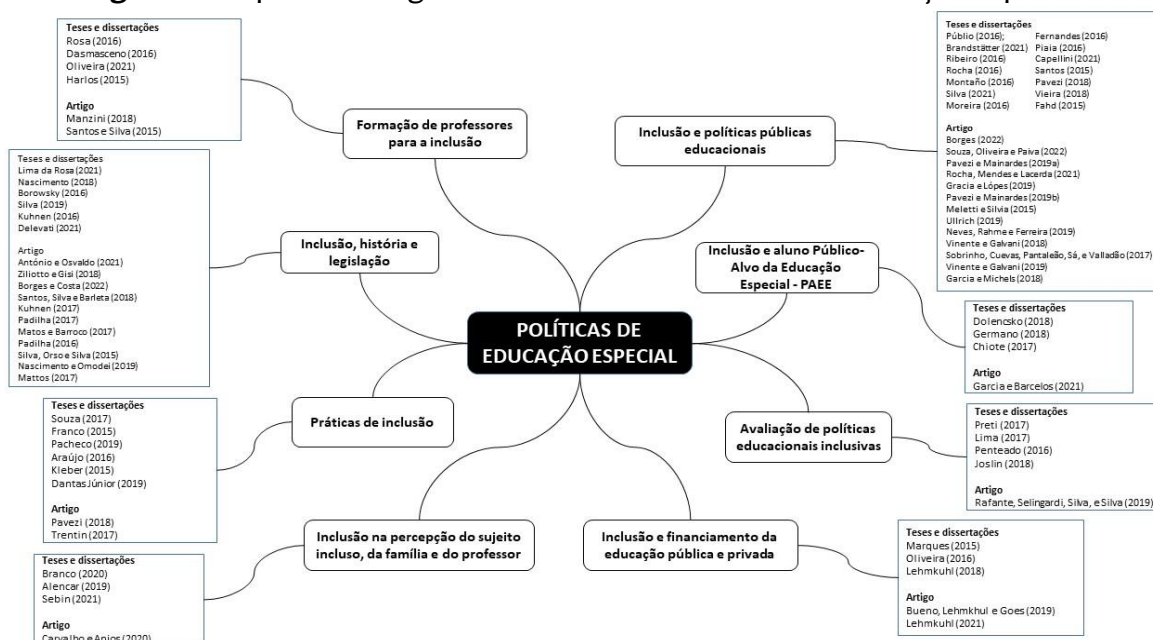 Teses e dissertações
Rosa (2016)
Dasmasceno (2016)
Oliveira (2021)
Harlos (2015)
Artigo
Manzini (2018)
Santos e Silva (2015)
Formação de professores
para a inclusão
Teses e dissertações
Lima da Rosa (2021)
Nascimento (2018)
Borowsky (2016)
Silva (2019)
Kuhnen (2016)
Delevati (2021)
Artigo
António e Osvaldo (2021)
Ziliotto e Gisi (2018)
Borges e Costa (2022)
Santos, Silva e Barleta (2018)
Kuhnen (2017)
Padilha (2017)
Matos e Barroco (2017)
Padilha (2016)
Silva, Orso e Silva (2015)
Nascimento e Omodei (2019)
Mattos (2017)
Inclusão, história e
legislação
Teses e dissertações
Souza (2017)
Franco (2015)
Pacheco (2019)
Araújo (2016)
Kleber (2015)
Dantas Júnior (2019)
Artigo
Pavezi (2018)
Trentin (2017)
Práticas de inclusão
Teses e dissertações
Branco (2020)
Alencar (2019)
Sebin (2021)
Artigo
Carvalho e Anjos (2020)
Inclusão na percepção do sujeito
incluso, da família e do professor
POLÍTICAS DE
EDUCAÇÃO ESPECIAL
Inclusão e políticas públicas
educacionais
Teses e dissertações
Públio (2016); Fernandes (2016)
Brandstätter (2021) Piaia (2016)
Ribeiro (2016) Capellini (2021)
Rocha (2016) Santos (2015)
Montaño (2016) Pavezi (2018)
Silva (2021) Vieira (2018)
Moreira (2016) Fahd (2015)
Artigo
Borges (2022)
Souza, Oliveira e Paiva (2022)
Pavezi e Mainardes (2019a)
Rocha, Mendes e Lacerda (2021)
Gracia e Lópes (2019)
Pavezi e Mainardes (2019b)
Meletti e Silvia (2015)
Ullrich (2019)
Neves, Rahme e Ferreira (2019)
Vinente e Galvani (2018)
Sobrinho, Cuevas, Pantaleão, Sá, e Valladão (2017)
Vinente e Galvani (2019)
Garcia e Michels (2018)
Inclusão e aluno Público-
Alvo da Educação
Especial - PAEE
Teses e dissertações
Dolencsko (2018)
Germano (2018)
Chiote (2017)
Artigo
Garcia e Barcelos (2021)
Avaliação de políticas
educacionais inclusivas
Teses e dissertações
Preti (2017)
Lima (2017)
Penteado (2016)
Joslin (2018)
Artigo
Rafante, Selingardi, Silva, e Silva (2019)
Inclusão e financiamento da
educação pública e privada
Teses e dissertações
Marques (2015)
Oliveira (2016)
Lehmkuhl (2018)
Artigo
Bueno, Lehmkhul e Goes (2019)
Lehmkuhl (2021)